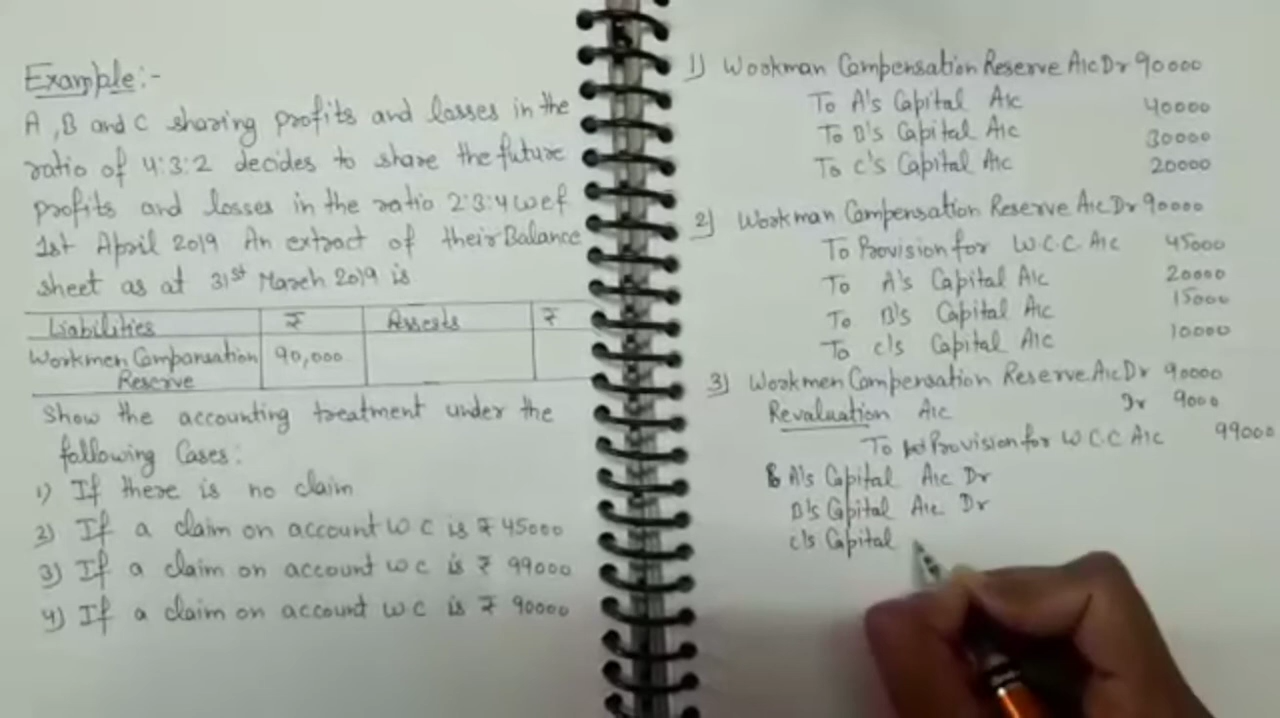 Example:-
A, B and C sharing profits and losses in the
ratio of 4:3:2 decides to share the future
profits and losses in the ratio 2:3:4 wef
1st April 2019 An extract of their Balance
sheet as at 31st March 2019 is
Liabilities ₹ Assests ₹
Workmen Compansation 90,000
Reserve
Show the accounting treatment under the
following Cases:
1) If there is no claim
2) If a claim on account W C is ₹ 45000
3) If a claim on account W C is ₹ 99000
4) If a claim on account W C is ₹ 90000
1) Workman Compensation Reserve A/c Dr 90000
To A's Capital A/c 40000
To B's Capital A/c 30000
To C's Capital A/c 20000
2) Workman Compensation Reserve A/c Dr 90000
To Provision for W.C.C A/c 45000
To A's Capital A/c 20000
To B's Capital A/c 15000
To C's Capital A/c 10000
3) Workmen Compensation Reserve A/c Dr 90000
Revaluation A/c Dr 9000
To Provision for W.C.C A/c 99000
A's Capital A/c Dr
B's Capital A/c Dr
C's Capital